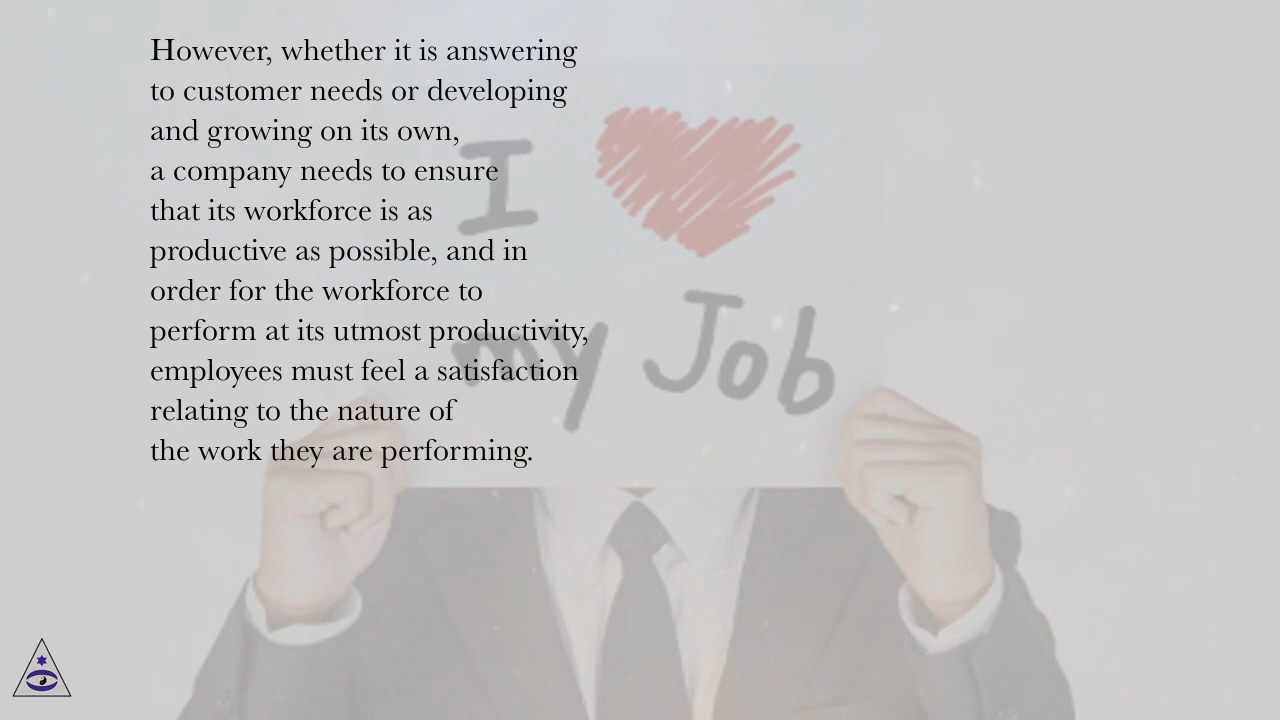 However, whether it is answering
to customer needs or developing
and growing on its own,
a company needs to ensure
that its workforce is as
productive as possible, and in
order for the workforce to
perform at its utmost productivity,
employees must feel a satisfaction
relating to the nature of
the work they are performing.
I
my Job